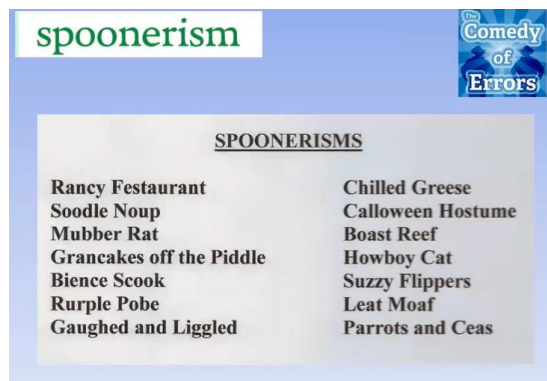 spoonerism
The
Comedy
of
Errors
SPOONERISMS
Rancy Festaurant
Soodle Noup
Mubber Rat
Grancakes off the Piddle
Bience Scook
Rurple Pobe
Gaughed and Liggled
Chilled Greese
Calloween Hostume
Boast Reef
Howboy Cat
Suzzy Flippers
Leat Moaf
Parrots and Ceas